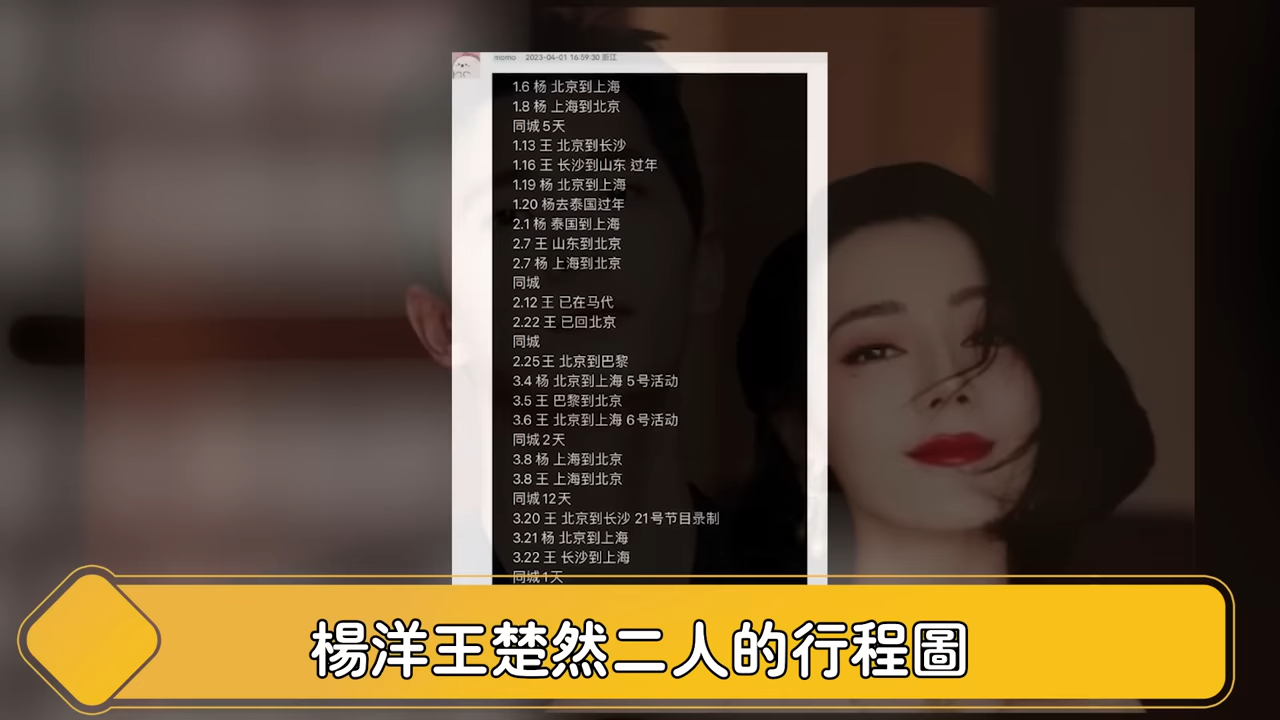 momo 2023-04-01 16:59:30 浙江
1.6 杨 北京到上海
1.8 杨 上海到北京
同城5天
1.13 王 北京到长沙
1.16 王 长沙到山东 过年
1.19 杨 北京到上海
1.20 杨去泰国过年
2.1 杨 泰国到上海
2.7 王 山东到北京
2.7 杨 上海到北京
同城
2.12 王 已在马代
2.22 王 已回北京
同城
2.25王 北京到巴黎
3.4 杨 北京到上海 5号活动
3.5 王 巴黎到北京
3.6 王 北京到上海 6号活动
同城2天
3.8 杨 上海到北京
3.8 王 上海到北京
同城12天
3.20 王 北京到长沙 21号节目录制
3.21 杨 北京到上海
3.22 王 长沙到上海
同城1天
楊洋王楚然二人的行程圖